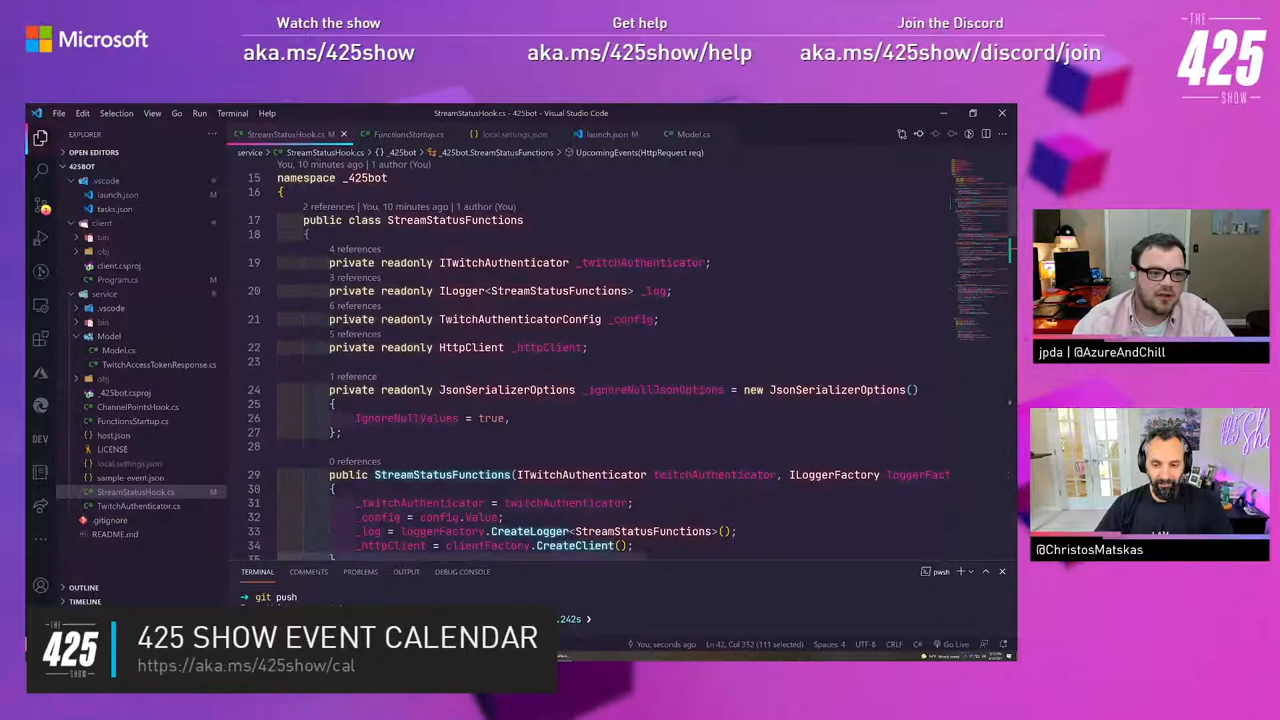 Microsoft
Watch the show
aka.ms/425show
Get help
aka.ms/425show/help
Join the Discord
aka.ms/425show/discord/join
THE
425
SHOW
File Edit Selection View Go Run Terminal Help
StreamStatusHook.cs - 425bot - Visual Studio Code
EXPLORER
StreamStatusHook.cs M
FunctionsStartup.cs
local.settings.json
launch.json M
Model.cs
OPEN EDITORS
425BOT
.vscode
launch.json M
tasks.json
client
bin
obj
client.csproj
Program.cs
service
.vscode
bin
Model
Model.cs
TwitchAccessTokenResponse.cs
obj
_425bot.csproj
ChannelPointsHook.cs
FunctionsStartup.cs
host.json
LICENSE
local.settings.json
sample-event.json
StreamStatusHook.cs M
TwitchAuthenticator.cs
.gitignore
README.md
OUTLINE
TIMELINE
DEV
service > StreamStatusHook.cs > {} _425bot > _425bot.StreamStatusFunctions > UpcomingEvents(HttpRequest req)
You, 10 minutes ago | 1 author (You)
15 namespace _425bot
16 {
2 references | You, 10 minutes ago | 1 author (You)
17 public class StreamStatusFunctions
18 {
4 references
19 private readonly ITwitchAuthenticator _twitchAuthenticator;
3 references
20 private readonly ILogger<StreamStatusFunctions> _log;
6 references
21 private readonly TwitchAuthenticatorConfig _config;
5 references
22 private readonly HttpClient _httpClient;
23
1 reference
24 private readonly JsonSerializerOptions _ignoreNullJsonOptions = new JsonSerializerOptions()
25 {
26 IgnoreNullValues = true,
27 };
28
0 references
29 public StreamStatusFunctions(ITwitchAuthenticator twitchAuthenticator, ILoggerFactory loggerFact
30 {
31 _twitchAuthenticator = twitchAuthenticator;
32 _config = config.Value;
33 _log = loggerFactory.CreateLogger<StreamStatusFunctions>();
34 _httpClient = clientFactory.CreateClient();
35 }
TERMINAL COMMENTS PROBLEMS OUTPUT DEBUG CONSOLE
pwsh
git push
.242s
You, seconds ago Ln 42, Col 352 (111 selected) Spaces: 4 UTF-8 CRLF C# Go Live
jpda | @AzureAndChill
@ChristosMatskas
THE
425
SHOW
425 SHOW EVENT CALENDAR
https://aka.ms/425show/cal